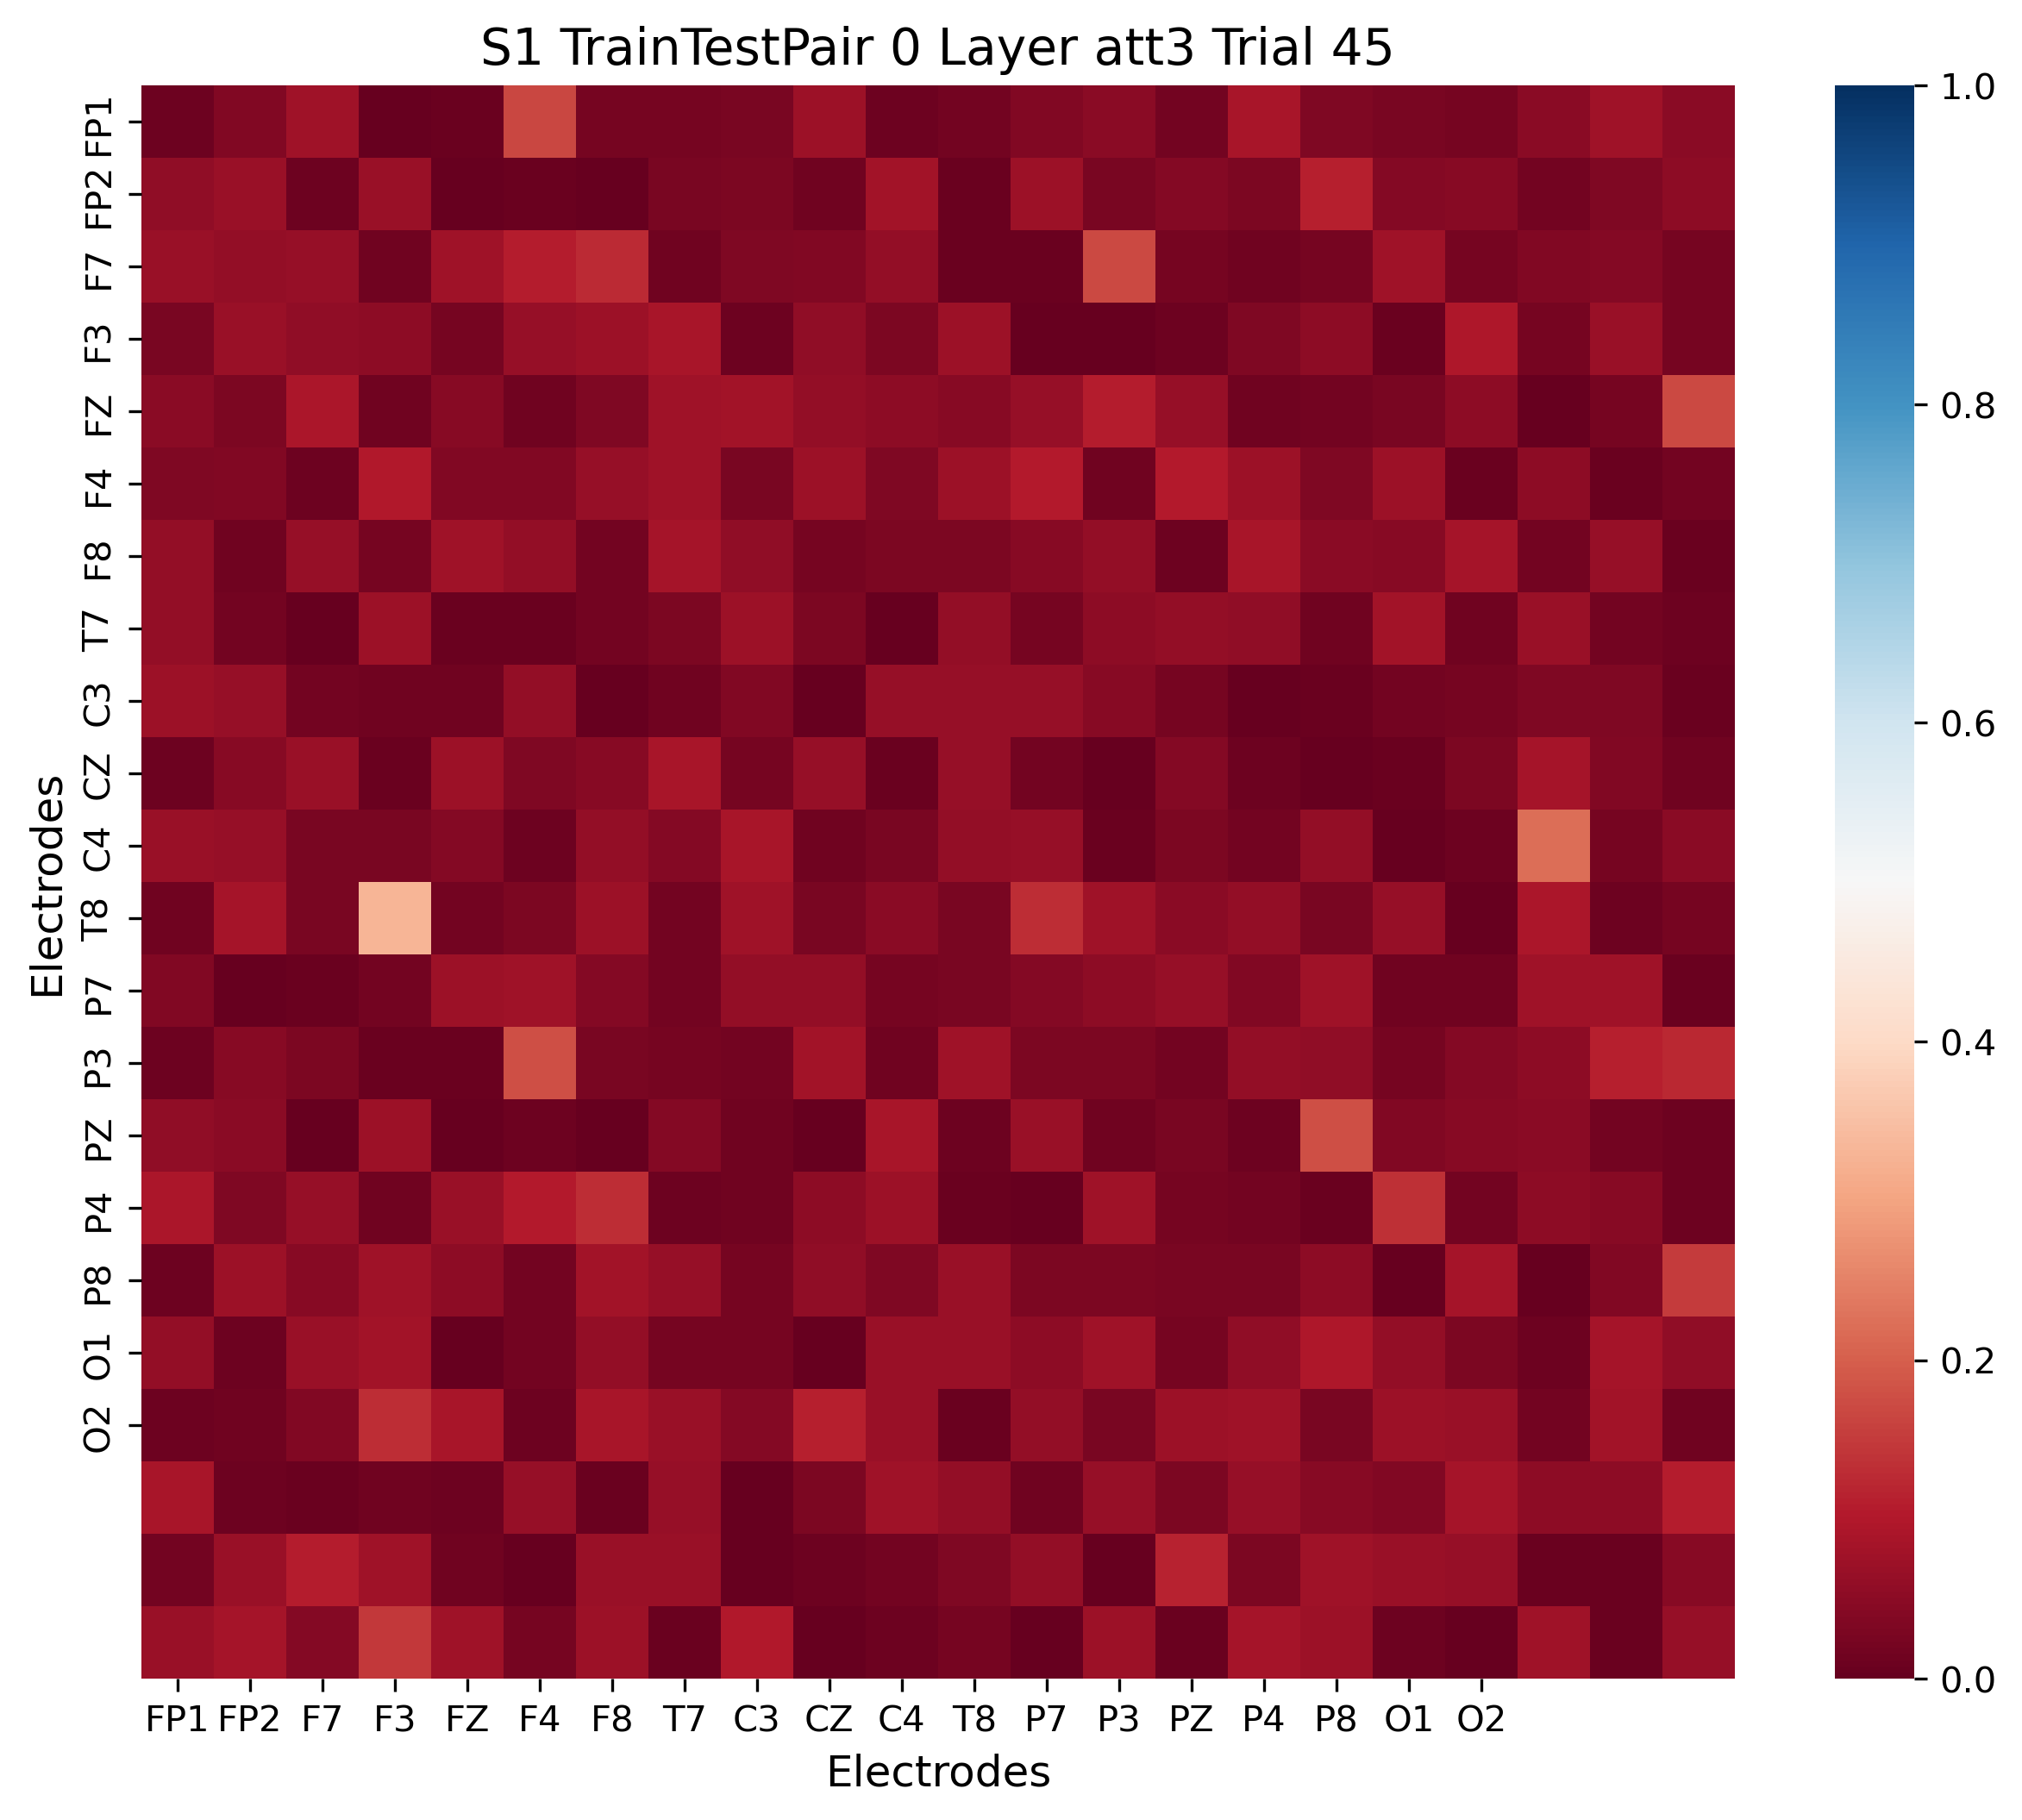 S1 TrainTestPair 0 Layer att3 Trial 45
Electrodes
FP1
FP2
F7
F3
FZ
F4
F8
T7
C3
CZ
C4
T8
P7
P3
PZ
P4
P8
O1
O2
1.0
0.8
0.6
0.4
0.2
0.0
FP1 FP2 F7 F3 FZ F4 F8 T7 C3 CZ C4 T8 P7 P3 PZ P4 P8 O1 O2
Electrodes